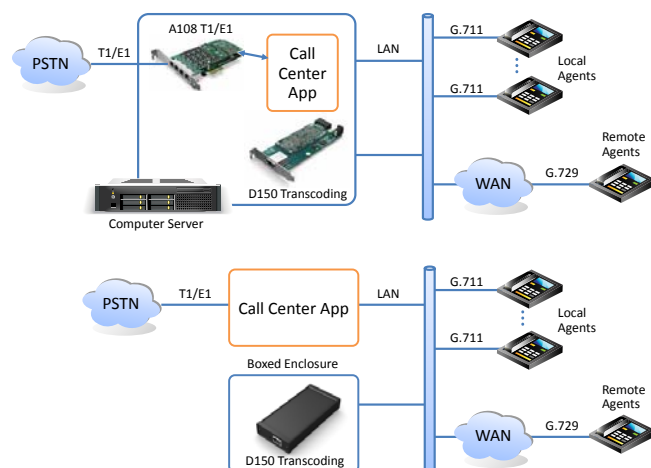 A108 T1/E1
PSTN
T1/E1
Call
Center
App
LAN
G.711
Local
Agents
G.711
D150 Transcoding
Computer Server
WAN
G.729
Remote
Agents
PSTN
T1/E1
Call Center App
LAN
G.711
Local
Agents
G.711
Boxed Enclosure
D150 Transcoding
WAN
G.729
Remote
Agents